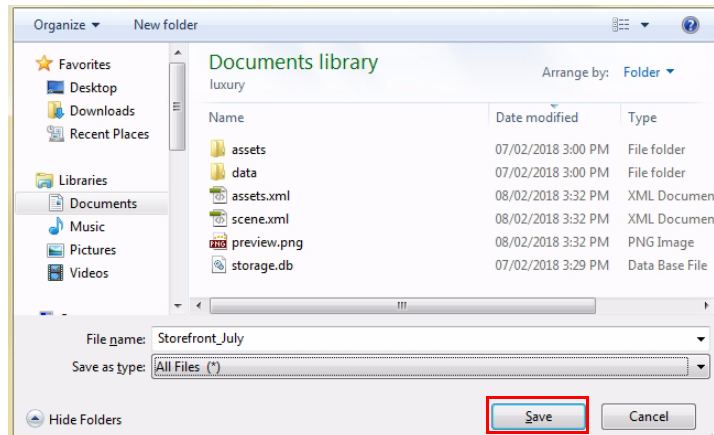 Organize New folder
Favorites
Desktop
Downloads
Recent Places
Libraries
Documents
Music
Pictures
Videos
Documents library
luxury
Arrange by: Folder
Name Date modified Type
assets 07/02/2018 3:00 PM File folder
data 07/02/2018 3:00 PM File folder
assets.xml 08/02/2018 3:32 PM XML Documen
scene.xml 08/02/2018 3:32 PM XML Documen
PNG preview.png 08/02/2018 3:32 PM PNG Image
storage.db 07/02/2018 3:29 PM Data Base File
File name: Storefront_July
Save as type: All Files (*)
Hide Folders Save Cancel